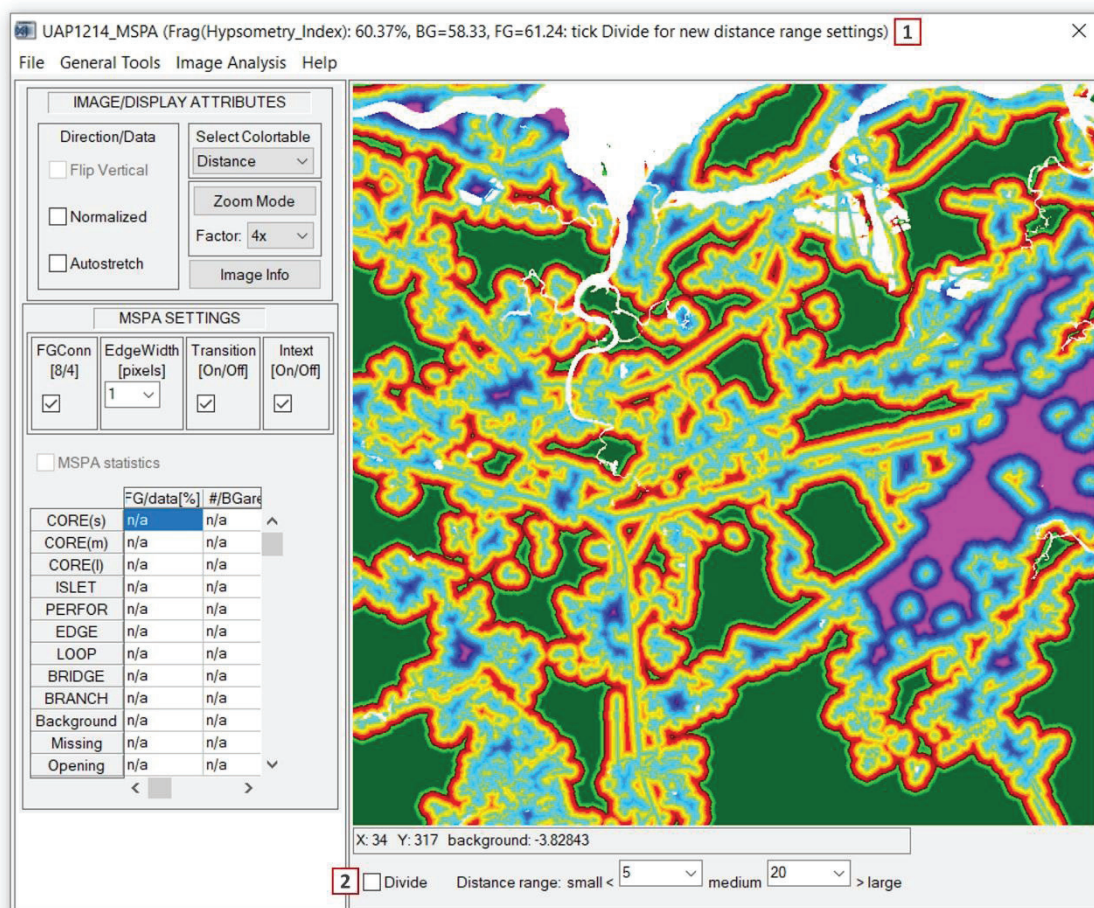 UAP1214_MSPA (Frag(Hypsometry_Index): 60.37%, BG=58.33, FG=61.24: tick Divide for new distance range settings) 1
File General Tools Image Analysis Help
IMAGE/DISPLAY ATTRIBUTES
Direction/Data
Flip Vertical
Normalized
Autostretch
Select Colortable
Distance
Zoom Mode
Factor: 4x
Image Info
MSPA SETTINGS
FGConn
[8/4]
EdgeWidth
[pixels]
1
Transition
[On/Off]
Intext
[On/Off]
MSPA statistics
FG/data[%] #/BGare
CORE(s) n/a n/a
CORE(m) n/a n/a
CORE(l) n/a n/a
ISLET n/a n/a
PERFOR n/a n/a
EDGE n/a n/a
LOOP n/a n/a
BRIDGE n/a n/a
BRANCH n/a n/a
Background n/a n/a
Missing n/a n/a
Opening n/a n/a
X: 34 Y: 317 background: -3.82843
2 Divide Distance range: small < 5 medium 20 > large